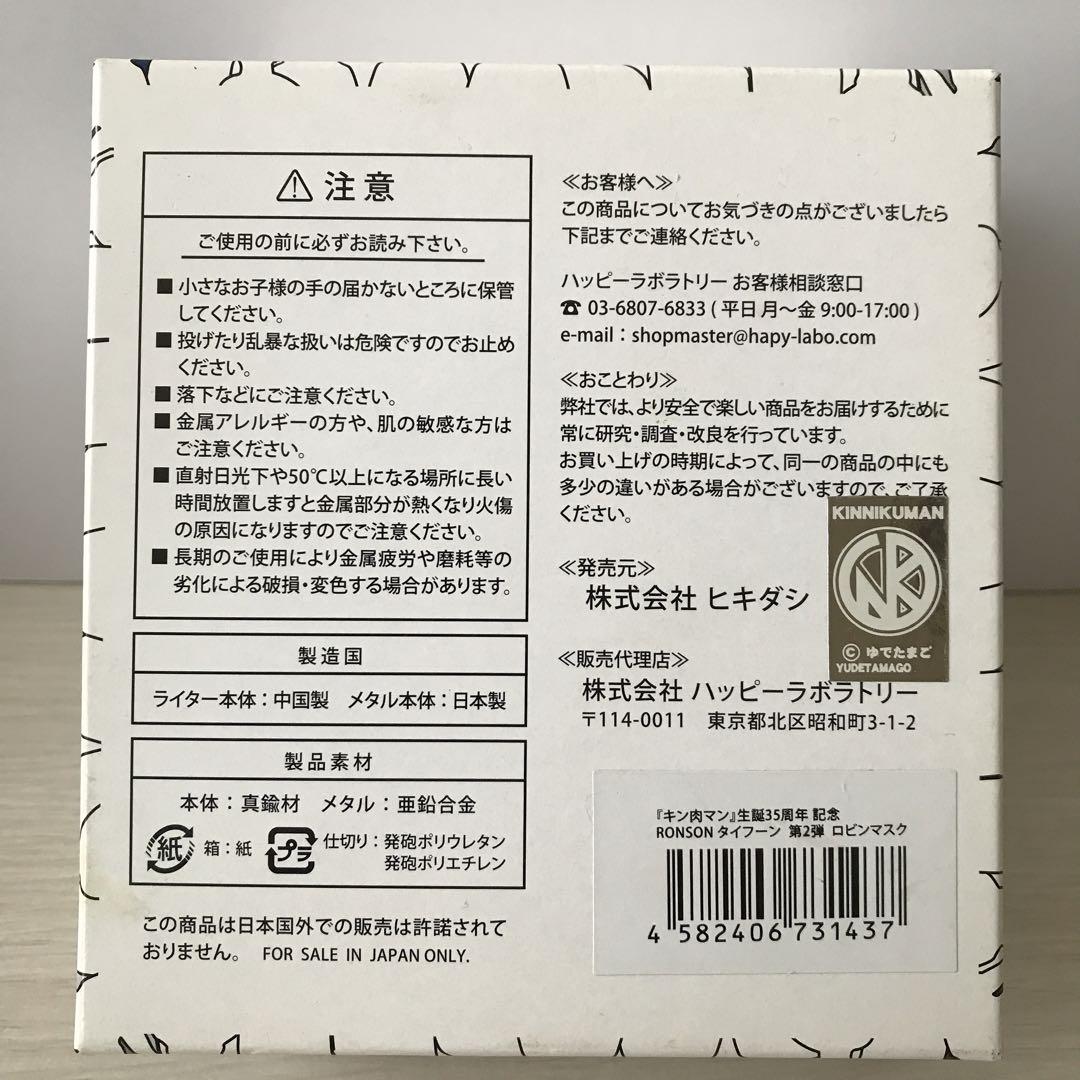 ⚠ 注意
ご使用の前に必ずお読み下さい。
■ 小さなお子様の手の届かないところに保管
してください。
■ 投げたり乱暴な扱いは危険ですのでお止め
ください。
■ 落下などにご注意ください。
■ 金属アレルギーの方や、肌の敏感な方は
ご注意ください。
■ 直射日光下や50℃以上になる場所に長い
時間放置しますと金属部分が熱くなり火傷
の原因になりますのでご注意ください。
■ 長期のご使用により金属疲労や磨耗等の
劣化による破損・変色する場合があります。
製造国
ライター本体：中国製　メタル本体：日本製
製品素材
本体：真鍮材　メタル：亜鉛合金
紙 箱：紙 プラ 仕切り：発砲ポリウレタン
発砲ポリエチレン
この商品は日本国外での販売は許諾されて
おりません。 FOR SALE IN JAPAN ONLY.
≪お客様へ≫
この商品についてお気づきの点がございましたら
下記までご連絡ください。
ハッピーラボラトリー お客様相談窓口
☎ 03-6807-6833 ( 平日 月～金 9:00-17:00 )
e-mail：shopmaster@hapy-labo.com
≪おことわり≫
弊社では、より安全で楽しい商品をお届けするために
常に研究・調査・改良を行っています。
お買い上げの時期によって、同一の商品の中にも
多少の違いがある場合がございますので、ご了承
ください。
≪発売元≫
株式会社 ヒキダシ
KINNIKUMAN
© ゆでたまご
YUDETAMAGO
≪販売代理店≫
株式会社 ハッピーラボラトリー
〒114-0011　東京都北区昭和町3-1-2
『キン肉マン』生誕35周年 記念
RONSON タイフーン 第2弾 ロビンマスク
4 582406 731437